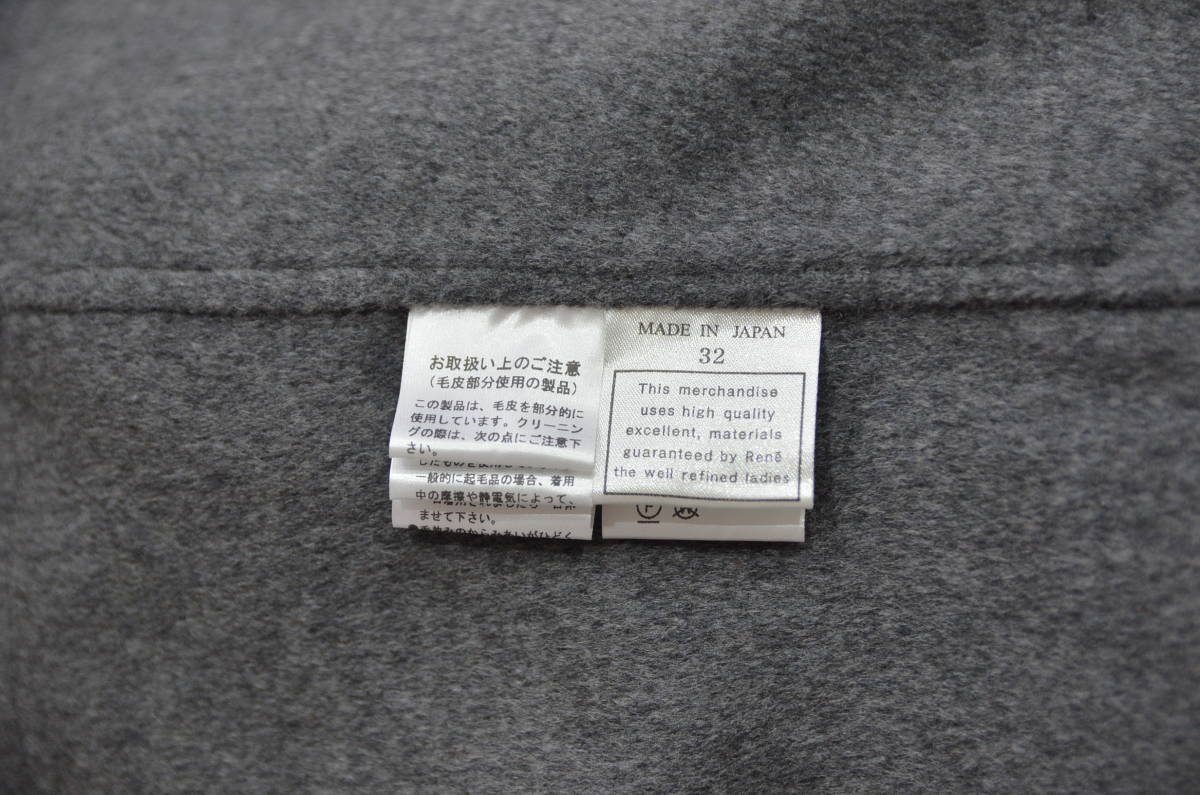 お取扱い上のご注意
（毛皮部分使用の製品）
この製品は、毛皮を部分的に
使用しています。クリーニン
グの際は、次の点にご注意下
さい。
一般的に起毛品の場合、着用
中の摩擦や静電気によって、
ませて下さい。
MADE IN JAPAN
32
This merchandise
uses high quality
excellent, materials
guaranteed by René
the well refined ladies
P